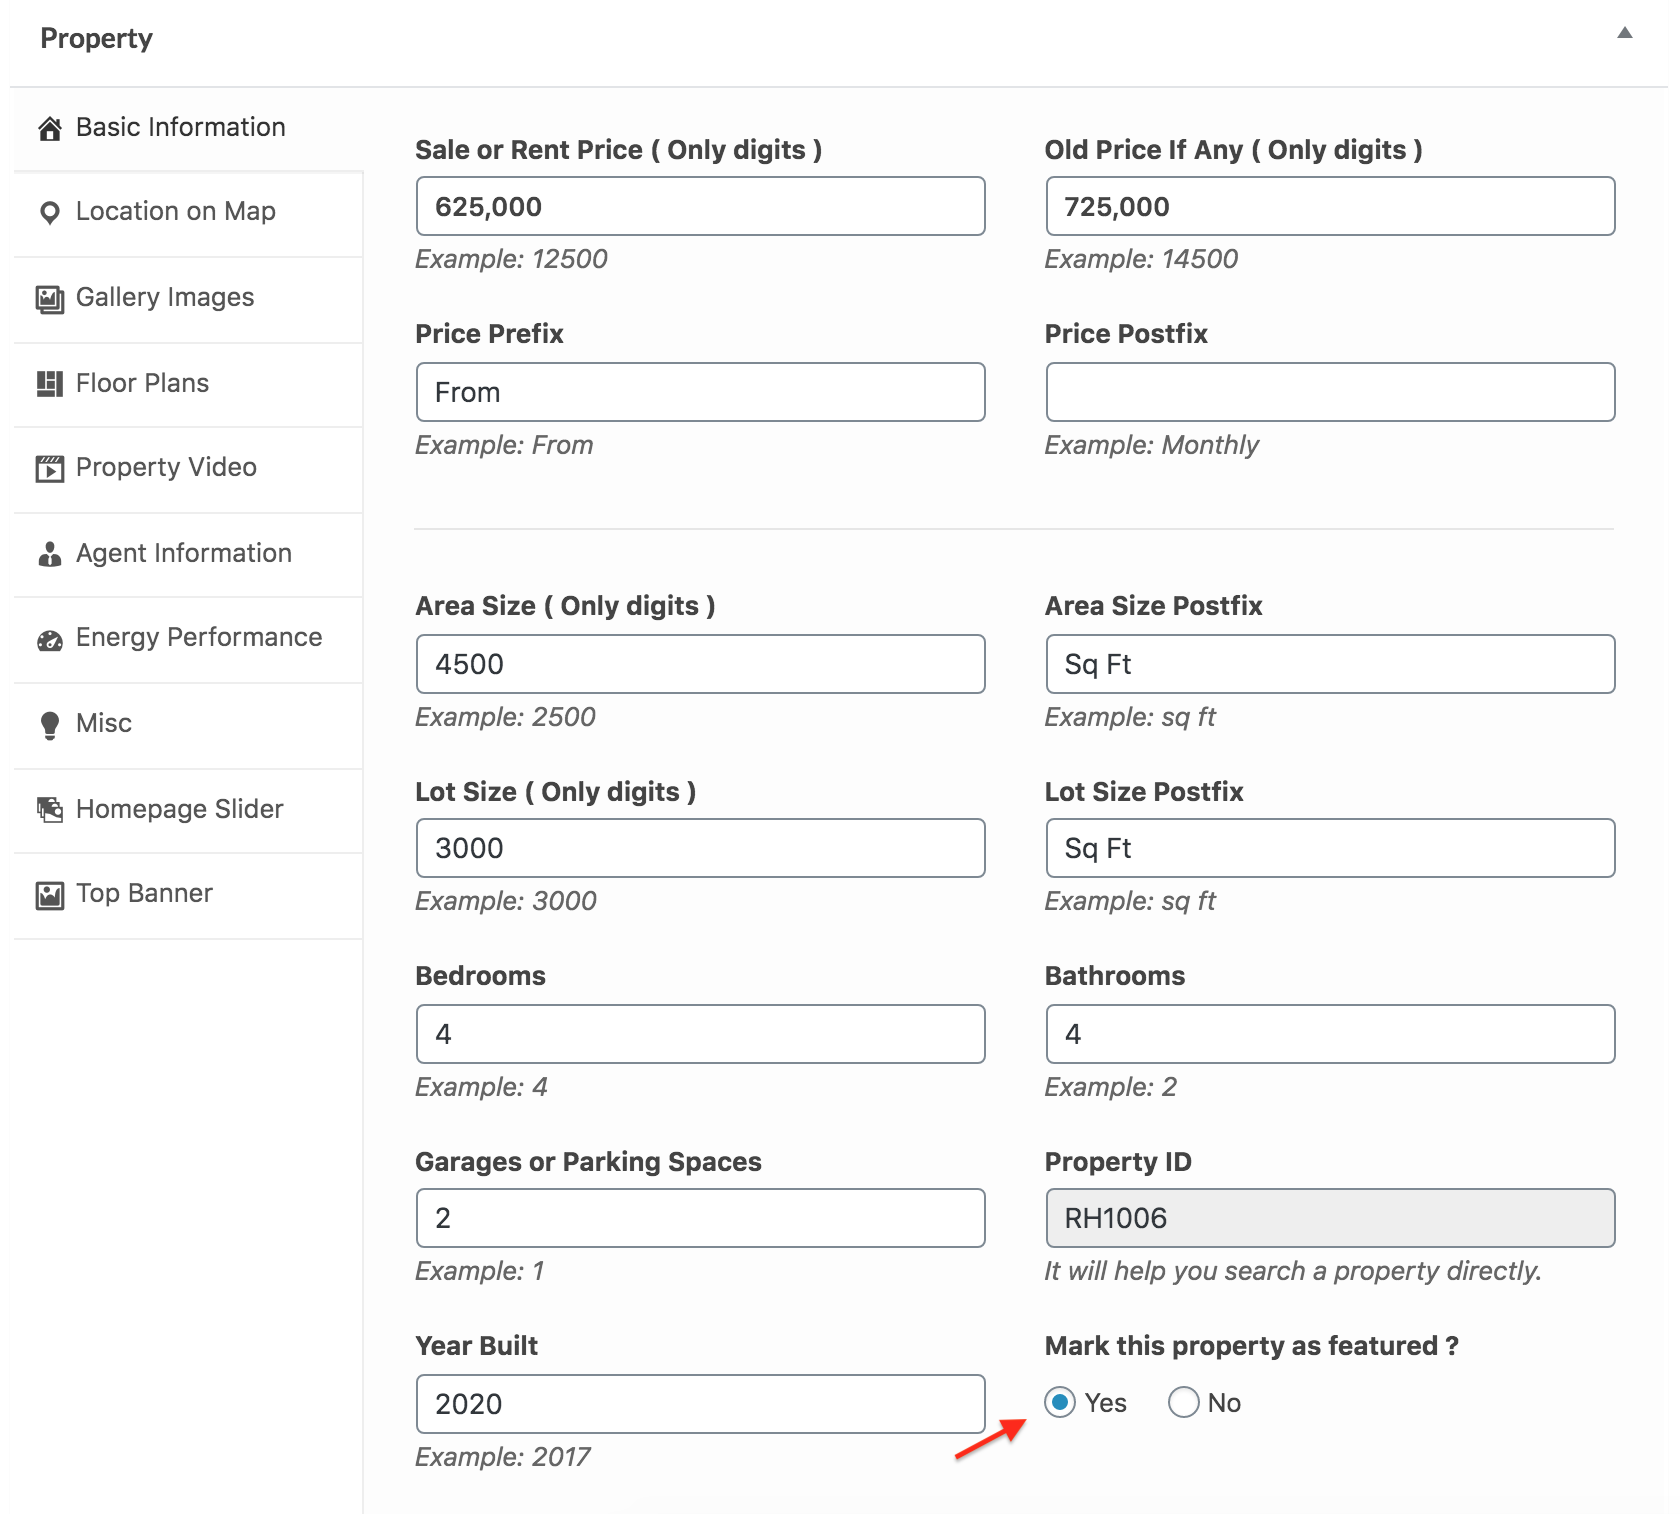 Property
Basic Information
Location on Map
Gallery Images
Floor Plans
Property Video
Agent Information
Energy Performance
Misc
Homepage Slider
Top Banner
Sale or Rent Price ( Only digits )
625,000
Example: 12500
Old Price If Any ( Only digits )
725,000
Example: 14500
Price Prefix
From
Example: From
Price Postfix
Example: Monthly
Area Size ( Only digits )
4500
Example: 2500
Area Size Postfix
Sq Ft
Example: sq ft
Lot Size ( Only digits )
3000
Example: 3000
Lot Size Postfix
Sq Ft
Example: sq ft
Bedrooms
4
Example: 4
Bathrooms
4
Example: 2
Garages or Parking Spaces
2
Example: 1
Property ID
RH1006
It will help you search a property directly.
Year Built
2020
Example: 2017
Mark this property as featured ?
Yes No